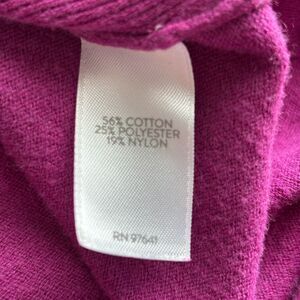 56% COTTON
25% POLYESTER
19% NYLON
RN 97641